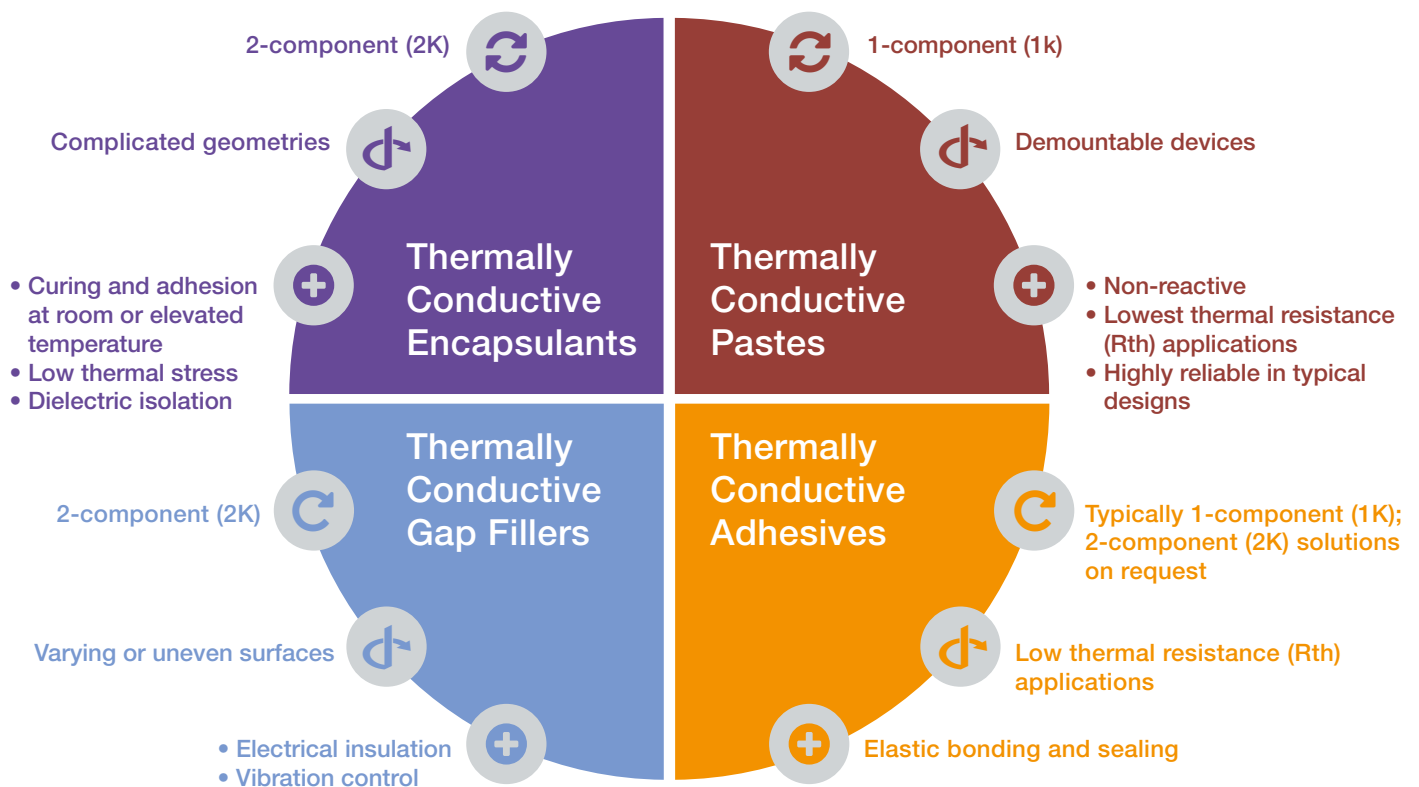 2-component (2K)
Complicated geometries
• Curing and adhesion
at room or elevated
temperature
• Low thermal stress
• Dielectric isolation
Thermally
Conductive
Encapsulants
1-component (1k)
Demountable devices
• Non-reactive
• Lowest thermal resistance
(Rth) applications
• Highly reliable in typical
designs
Thermally
Conductive
Pastes
2-component (2K)
Varying or uneven surfaces
• Electrical insulation
• Vibration control
Thermally
Conductive
Gap Fillers
Typically 1-component (1K);
2-component (2K) solutions
on request
Low thermal resistance (Rth)
applications
Elastic bonding and sealing
Thermally
Conductive
Adhesives